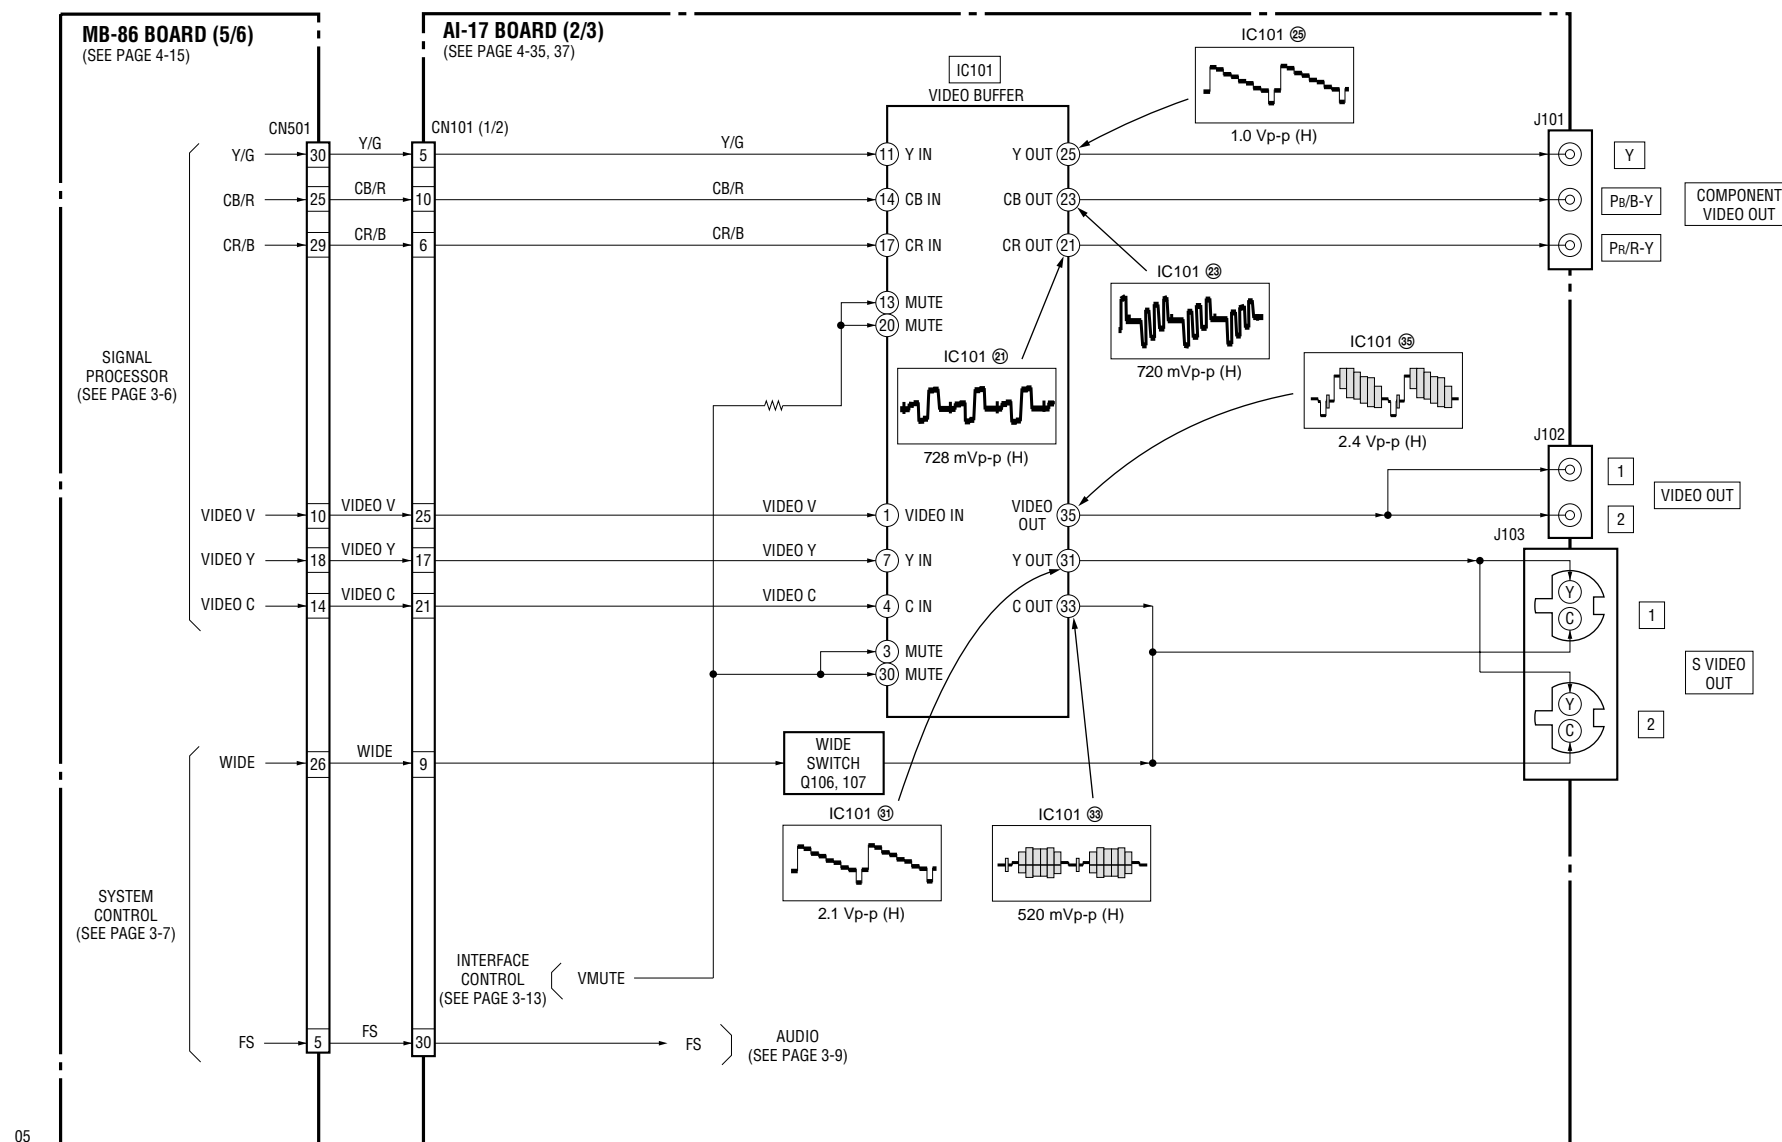 MB-86 BOARD (5/6)
(SEE PAGE 4-15)
AI-17 BOARD (2/3)
(SEE PAGE 4-35, 37)
IC101
VIDEO BUFFER
IC101 ㉕
1.0 Vp-p (H)
CN501
CN101 (1/2)
J101
Y/G
30
Y/G
5
Y/G
11
Y IN
Y OUT
25
Y
CB/R
25
CB/R
10
CB/R
14
CB IN
CB OUT
23
PB/B-Y
COMPONENT
VIDEO OUT
CR/B
29
CR/B
6
CR/B
17
CR IN
CR OUT
21
PR/R-Y
IC101 ㉓
720 mVp-p (H)
13
MUTE
20
MUTE
IC101 ㉑
728 mVp-p (H)
IC101 ㉟
2.4 Vp-p (H)
SIGNAL
PROCESSOR
(SEE PAGE 3-6)
J102
1
2
VIDEO OUT
VIDEO V
10
VIDEO V
25
VIDEO V
1
VIDEO IN
VIDEO
OUT
35
VIDEO Y
18
VIDEO Y
17
VIDEO Y
7
Y IN
Y OUT
31
VIDEO C
14
VIDEO C
21
VIDEO C
4
C IN
C OUT
33
3
MUTE
30
MUTE
J103
Y
C
1
Y
C
2
S VIDEO
OUT
WIDE
26
WIDE
9
WIDE
SWITCH
Q106, 107
IC101 ㉛
2.1 Vp-p (H)
IC101 ㉝
520 mVp-p (H)
SYSTEM
CONTROL
(SEE PAGE 3-7)
INTERFACE
CONTROL
(SEE PAGE 3-13)
VMUTE
FS
5
FS
30
FS
AUDIO
(SEE PAGE 3-9)
05